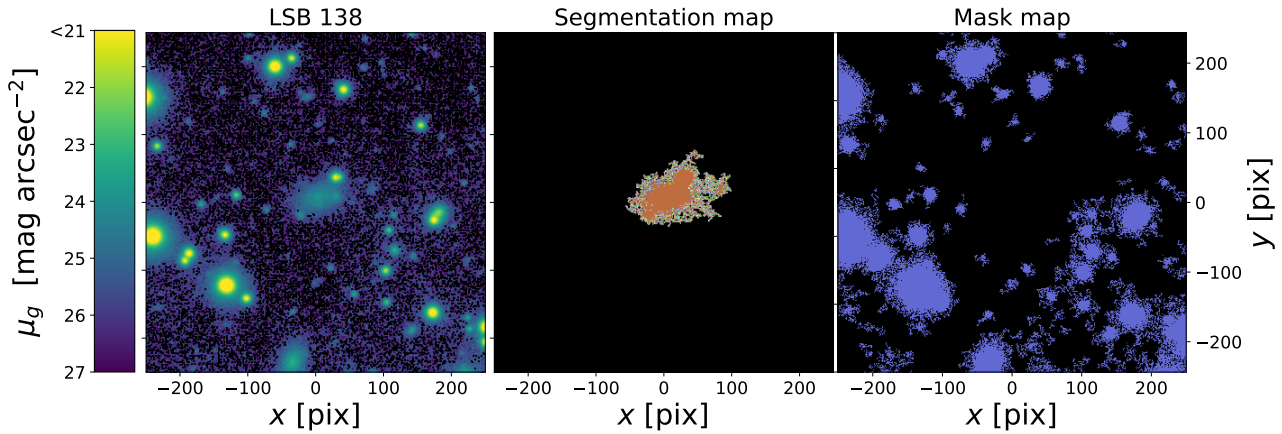 LSB 138
Segmentation map
Mask map
<21
22
23
24
25
26
27
μg [mag arcsec−2]
−200 −100 0 100 200
−200 −100 0 100 200
−200 −100 0 100 200
x [pix]
x [pix]
x [pix]
200
100
0
−100
−200
y [pix]